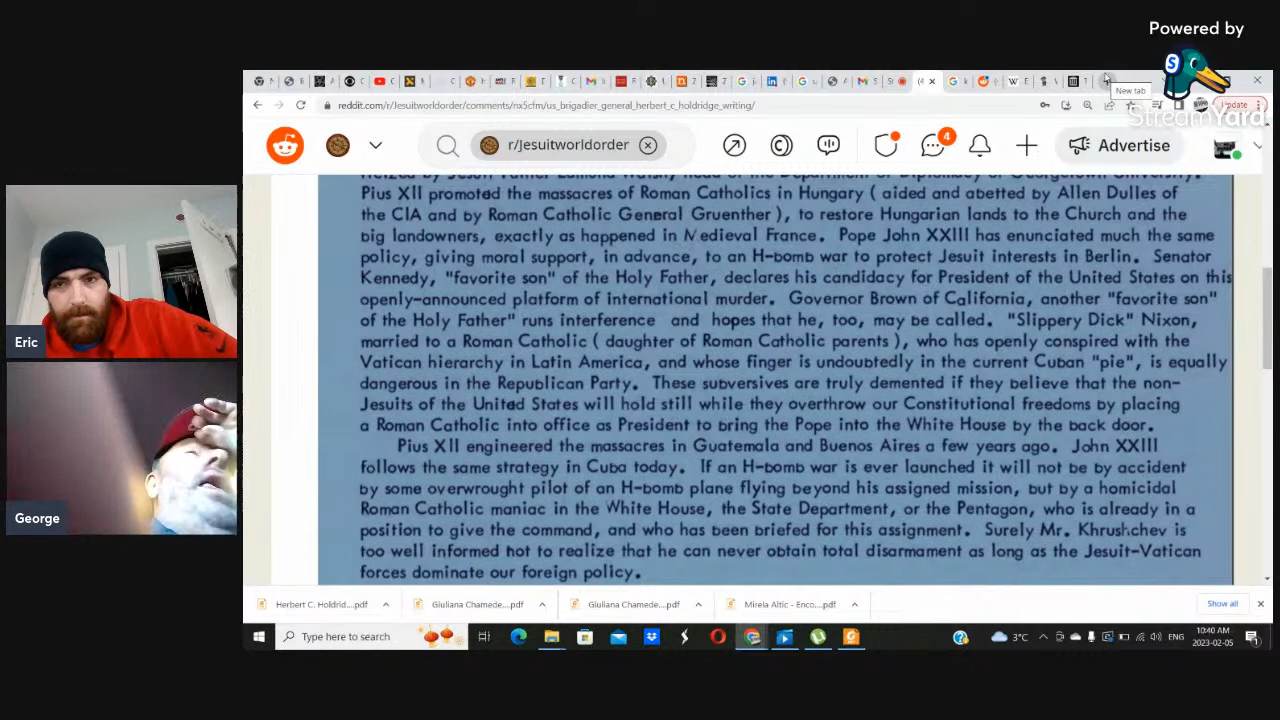 Powered by
StreamYard
New tab
Update
reddit.com/r/Jesuitworldorder/comments/nx5cfm/us_brigadier_general_herbert_c_holdridge_writing/
r/Jesuitworldorder
4
Advertise
Pius XII promoted the massacres of Roman Catholics in Hungary ( aided and abetted by Allen Dulles of
the CIA and by Roman Catholic General Gruenther ), to restore Hungarian lands to the Church and the
big landowners, exactly as happened in Medieval France. Pope John XXIII has enunciated much the same
policy, giving moral support, in advance, to an H-bomb war to protect Jesuit interests in Berlin. Senator
Kennedy, "favorite son" of the Holy Father, declares his candidacy for President of the United States on this
openly-announced platform of international murder. Governor Brown of California, another "favorite son"
of the Holy Father" runs interference and hopes that he, too, may be called. "Slippery Dick" Nixon,
married to a Roman Catholic ( daughter of Roman Catholic parents ), who has openly conspired with the
Vatican hierarchy in Latin America, and whose finger is undoubtedly in the current Cuban "pie", is equally
dangerous in the Republican Party. These subversives are truly demented if they believe that the non-
Jesuits of the United States will hold still while they overthrow our Constitutional freedoms by placing
a Roman Catholic into office as President to bring the Pope into the White House by the back door.
Pius XII engineered the massacres in Guatemala and Buenos Aires a few years ago. John XXIII
follows the same strategy in Cuba today. If an H-bomb war is ever launched it will not be by accident
by some overwrought pilot of an H-bomb plane flying beyond his assigned mission, but by a homicidal
Roman Catholic maniac in the White House, the State Department, or the Pentagon, who is already in a
position to give the command, and who has been briefed for this assignment. Surely Mr. Khrushchev is
too well informed not to realize that he can never obtain total disarmament as long as the Jesuit-Vatican
forces dominate our foreign policy.
Eric
George
Herbert C. Holdrid....pdf
Giuliana Chamede....pdf
Giuliana Chamede....pdf
Mirela Altic - Enco....pdf
Show all
Type here to search
3°C
ENG
10:40 AM
2023-02-05